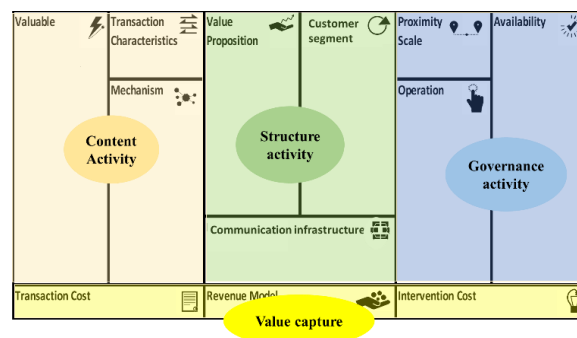 Valuable
Transaction
Characteristics
Mechanism
Content
Activity
Value
Proposition
Customer
segment
Structure
activity
Communication infrastructure
Proximity
Scale
Availability
Operation
Governance
activity
Transaction Cost
Revenue Model
Intervention Cost
Value capture